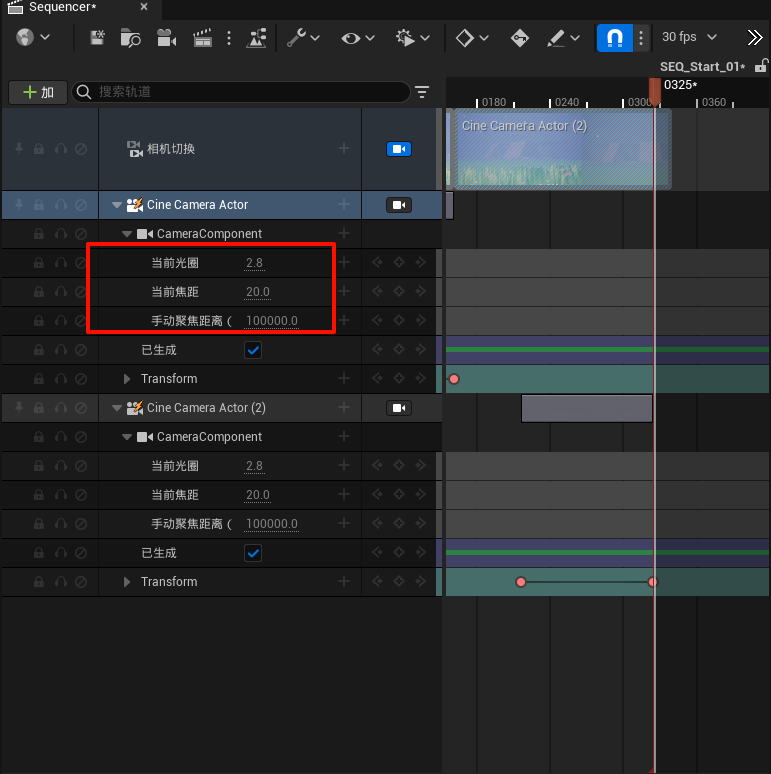 Sequencer*
30 fps
SEQ_Start_01*
加
搜索轨道
0325*
0180
0240
0300
0360
相机切换
Cine Camera Actor (2)
Cine Camera Actor
CameraComponent
当前光圈 2.8
当前焦距 20.0
手动聚焦距离 ( 100000.0
已生成
Transform
Cine Camera Actor (2)
CameraComponent
当前光圈 2.8
当前焦距 20.0
手动聚焦距离 ( 100000.0
已生成
Transform